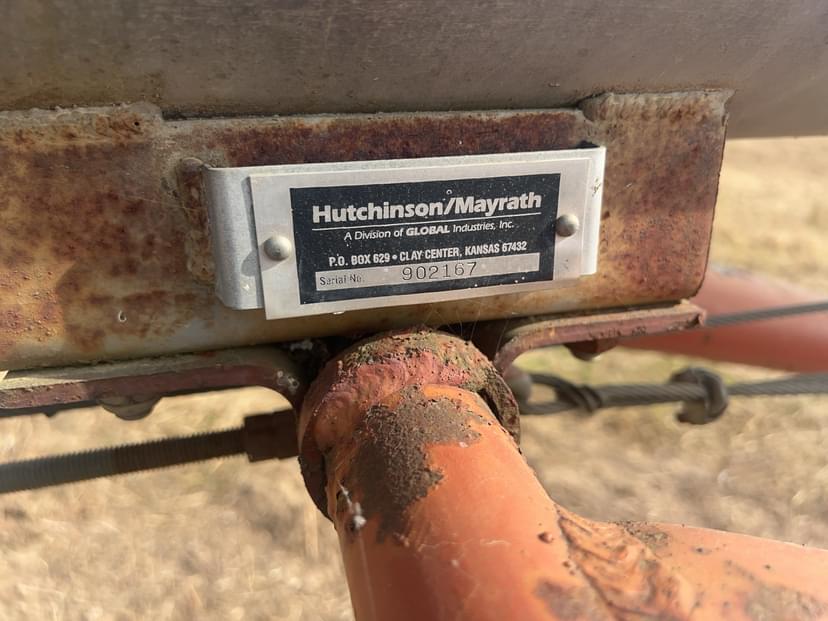 Hutchinson/Mayrath
A Division of GLOBAL Industries, Inc.
P.O. BOX 629 • CLAY CENTER, KANSAS 67432
Serial No. 902167